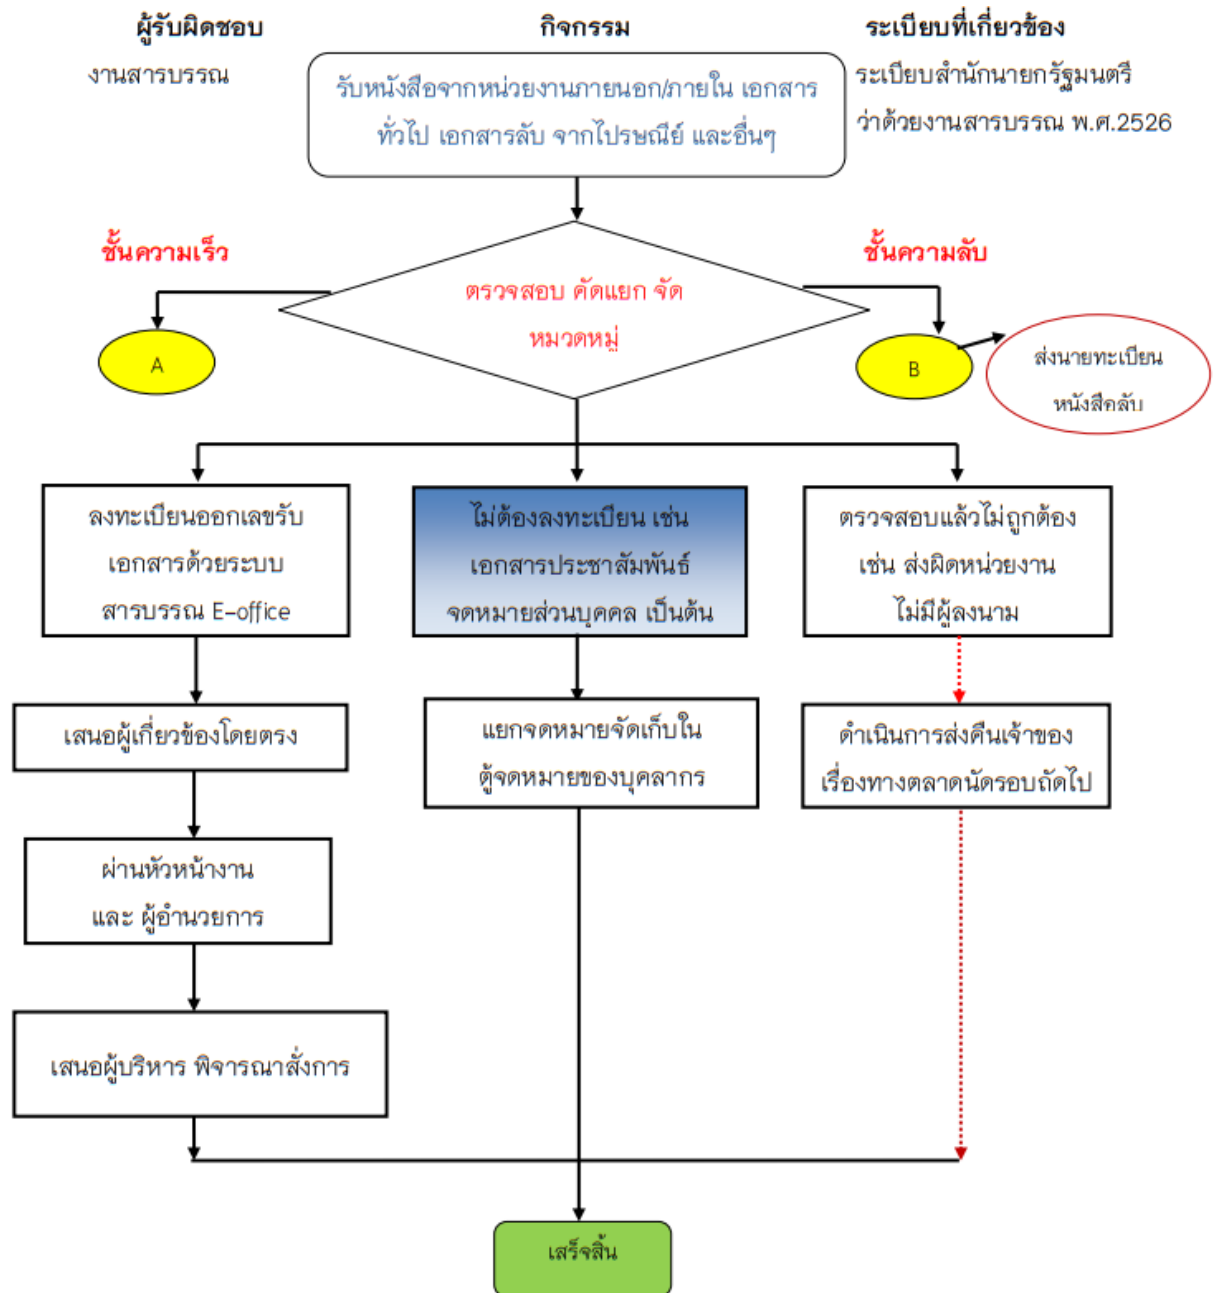 ผู้รับผิดชอบ
กิจกรรม
ระเบียบที่เกี่ยวข้อง
งานสารบรรณ
รับหนังสือจากหน่วยงานภายนอก/ภายใน เอกสาร
ทั่วไป เอกสารลับ จากไปรษณีย์ และอื่นๆ
ระเบียบสำนักนายกรัฐมนตรี
ว่าด้วยงานสารบรรณ พ.ศ.2526
ชั้นความเร็ว
ชั้นความลับ
ตรวจสอบ คัดแยก จัด
หมวดหมู่
A
B
ส่งนายทะเบียน
หนังสือลับ
ลงทะเบียนออกเลขรับ
เอกสารด้วยระบบ
สารบรรณ E-office
ไม่ต้องลงทะเบียน เช่น
เอกสารประชาสัมพันธ์
จดหมายส่วนบุคคล เป็นต้น
ตรวจสอบแล้วไม่ถูกต้อง
เช่น ส่งผิดหน่วยงาน
ไม่มีผู้ลงนาม
เสนอผู้เกี่ยวข้องโดยตรง
แยกจดหมายจัดเก็บใน
ตู้จดหมายของบุคลากร
ดำเนินการส่งคืนเจ้าของ
เรื่องทางตลาดนัดรอบถัดไป
ผ่านหัวหน้างาน
และ ผู้อำนวยการ
เสนอผู้บริหาร พิจารณาสั่งการ
เสร็จสิ้น